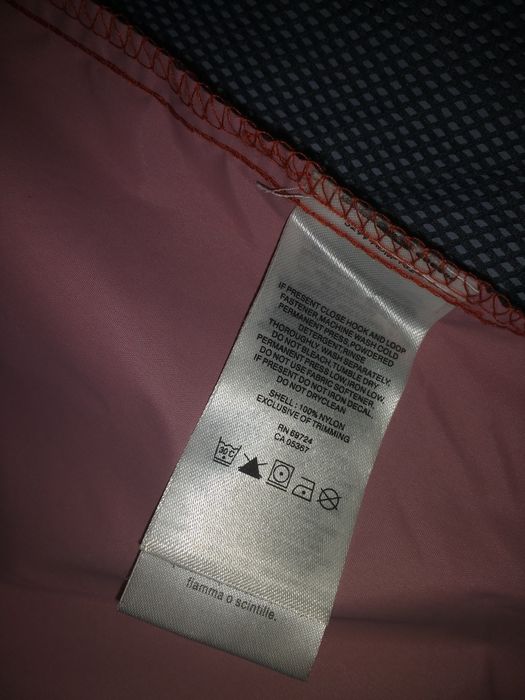 IF PRESENT CLOSE HOOK AND LOOP
FASTENER.MACHINE WASH COLD
PERMANENT PRESS.POWDERED
DETERGENT.RINSE
THOROUGHLY.WASH SEPARATELY.
DO NOT BLEACH.TUMBLE DRY
PERMANENT PRESS LOW.IRON LOW.
DO NOT USE FABRIC SOFTENER.
IF PRESENT DO NOT IRON DECAL.
DO NOT DRYCLEAN
SHELL : 100% NYLON
EXCLUSIVE OF TRIMMING
RN 69724
CA 05367
30 C
fiamma o scintille.